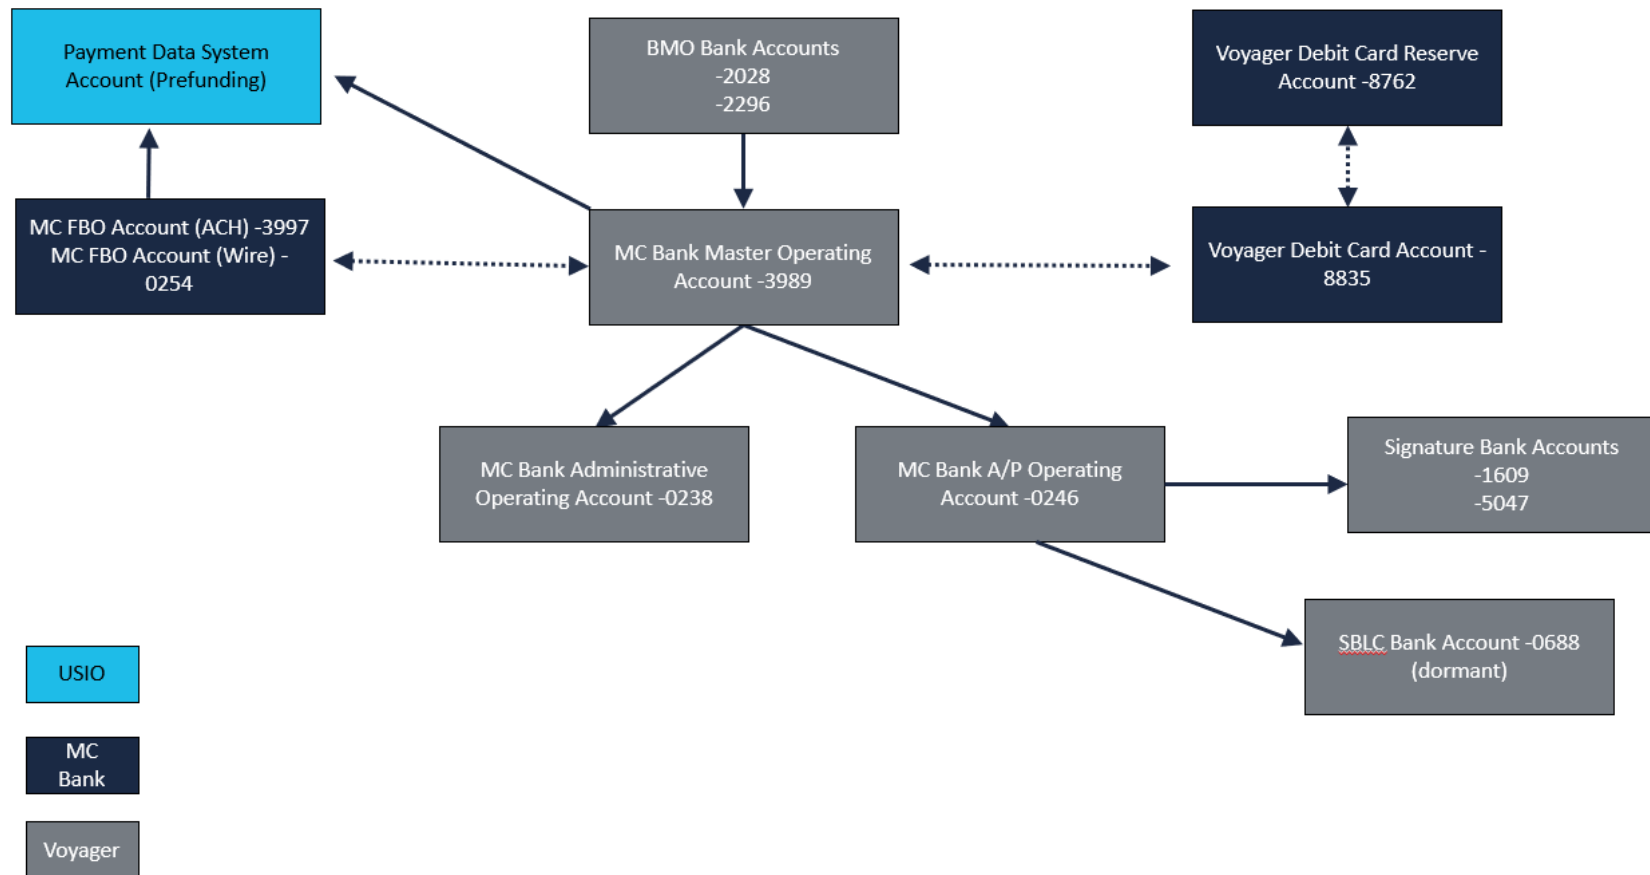 Payment Data System
Account (Prefunding)
BMO Bank Accounts
-2028
-2296
Voyager Debit Card Reserve
Account -8762
MC FBO Account (ACH) -3997
MC FBO Account (Wire) -
0254
MC Bank Master Operating
Account -3989
Voyager Debit Card Account -
8835
MC Bank Administrative
Operating Account -0238
MC Bank A/P Operating
Account -0246
Signature Bank Accounts
-1609
-5047
SBLC Bank Account -0688
(dormant)
USIO
MC
Bank
Voyager